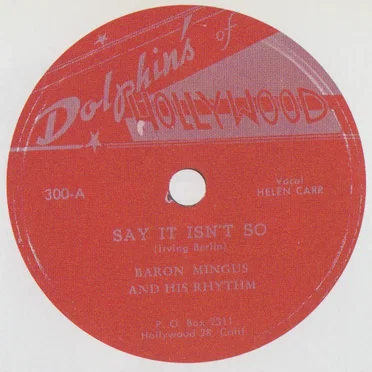 Dolphin's of
HOLLYWOOD
300-A
Vocal
HELEN CARR
SAY IT ISN'T SO
(Irving Berlin)
BARON MINGUS
AND HIS RHYTHM
P. O. Box 2311
Hollywood 28, Calif.